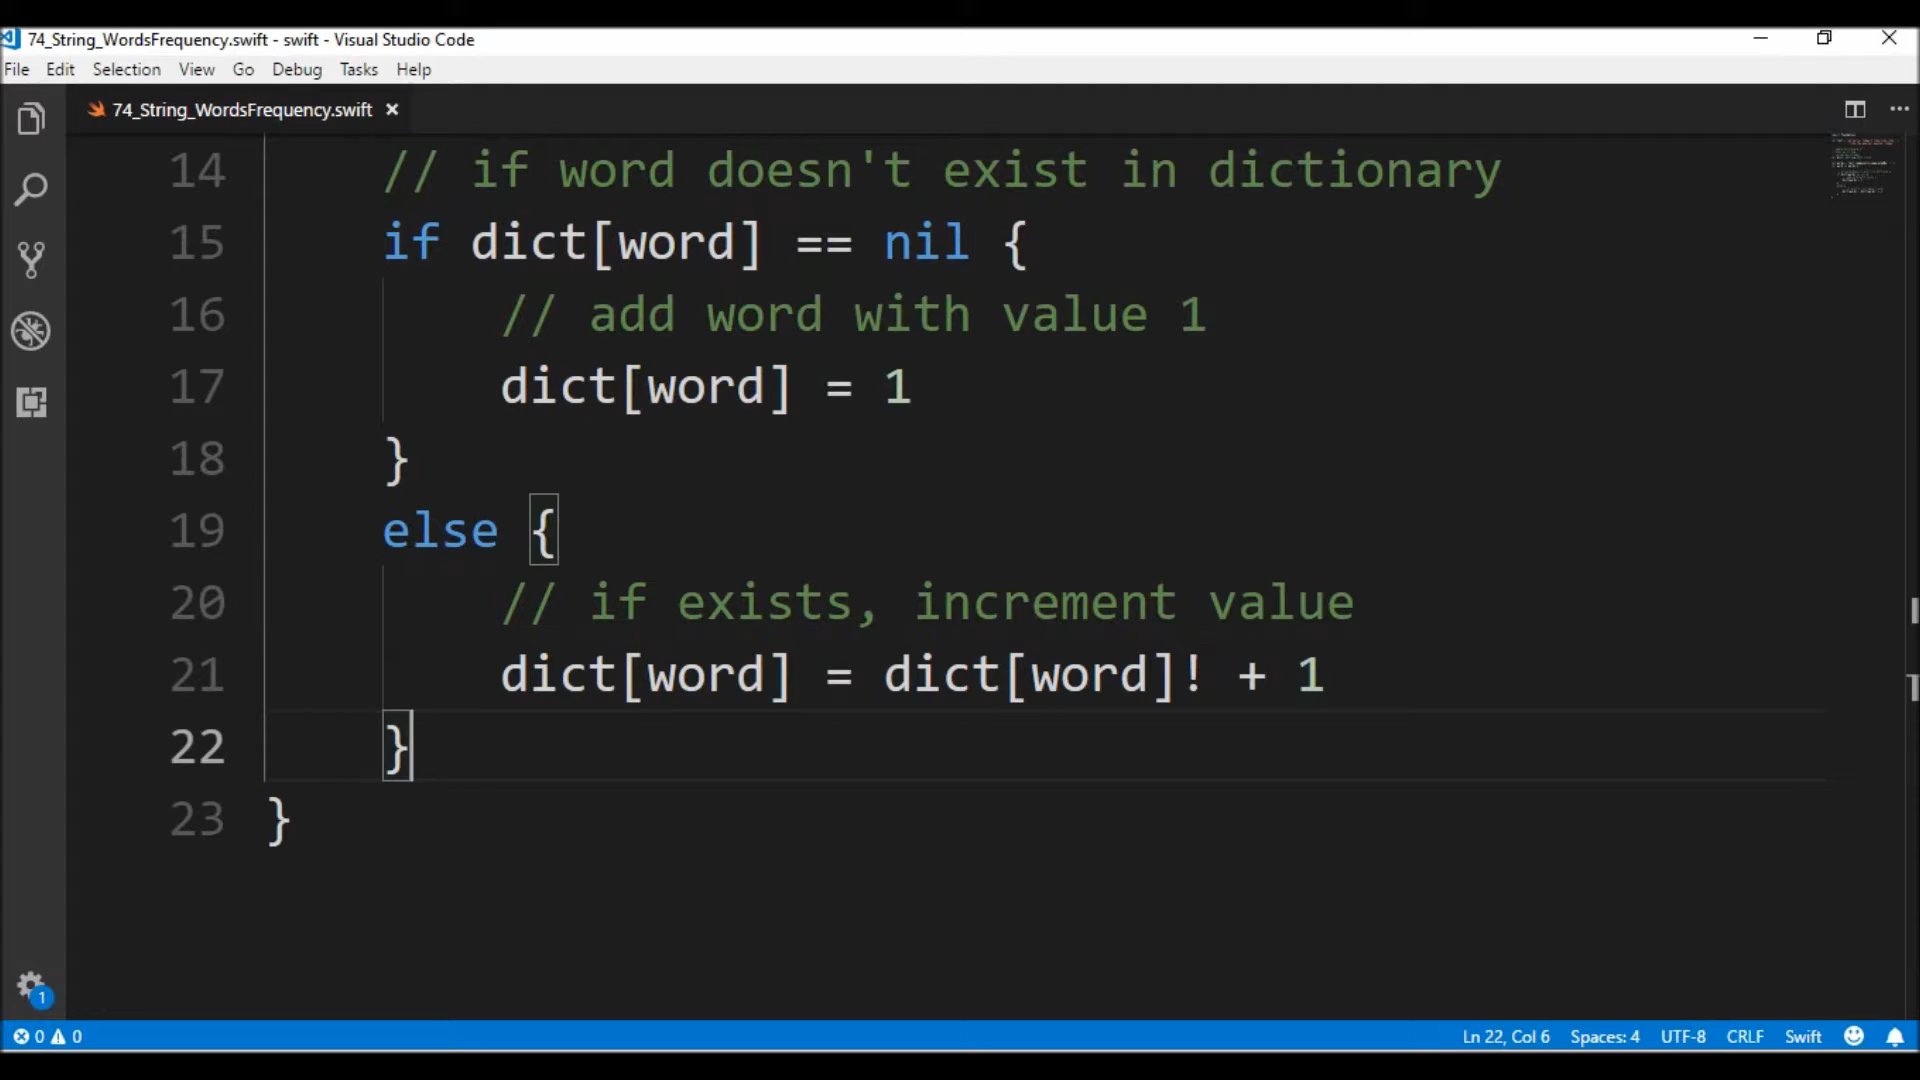 74_String_WordsFrequency.swift - swift - Visual Studio Code
File Edit Selection View Go Debug Tasks Help
74_String_WordsFrequency.swift
14 // if word doesn't exist in dictionary
15 if dict[word] == nil {
16 // add word with value 1
17 dict[word] = 1
18 }
19 else {
20 // if exists, increment value
21 dict[word] = dict[word]! + 1
22 }
23 }
1
0 0 Ln 22, Col 6 Spaces: 4 UTF-8 CRLF Swift